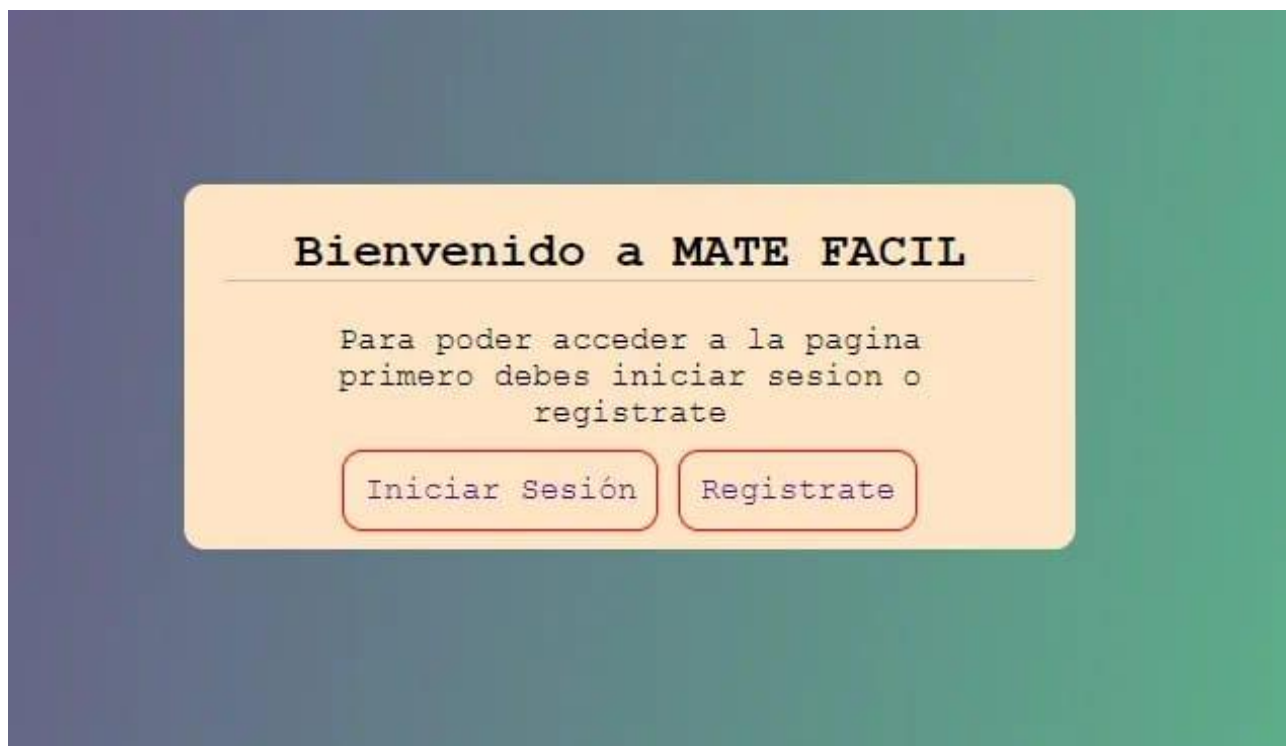 Bienvenido a MATE FACIL
Para poder acceder a la pagina
primero debes iniciar sesion o
registrate
Iniciar Sesión
Registrate